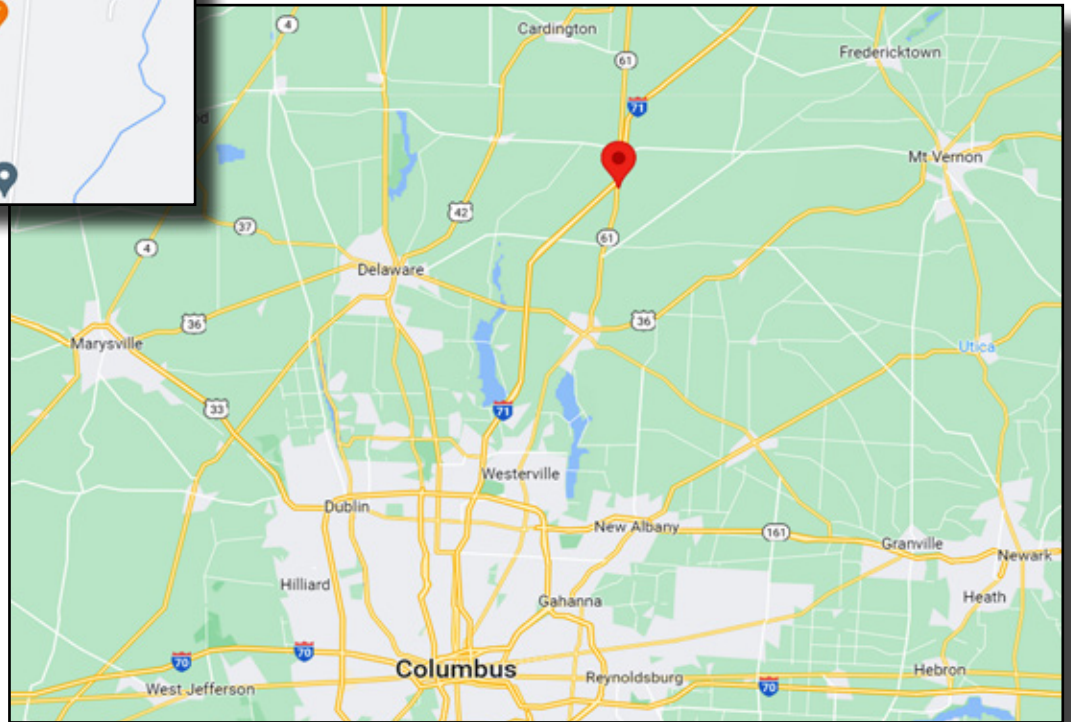 4
Cardington
61
Fredericktown
71
od
Mt Vernon
42
37
61
4
Delaware
36
36
Marysville
Utica
33
71
Westerville
Dublin
New Albany
161
Granville
Newark
Hilliard
Heath
Gahanna
70
70
Columbus
Reynoldsburg
Hebron
West Jefferson
70